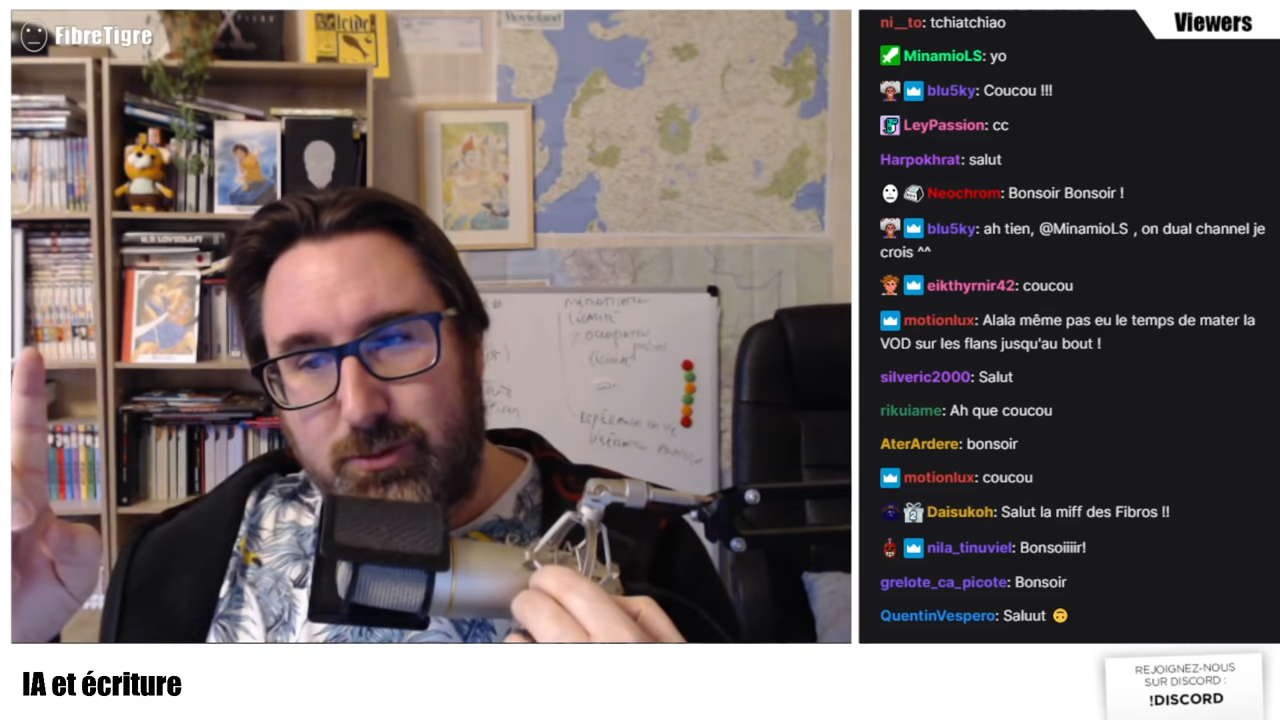 FibreTigre
Viewers
ni__to: tchiatchiao
MinamioLS: yo
blu5ky: Coucou !!!
LeyPassion: cc
Harpokhrat: salut
Neochrom: Bonsoir Bonsoir !
blu5ky: ah tien, @MinamioLS , on dual channel je
crois ^^
eikthyrnir42: coucou
motionlux: Alala même pas eu le temps de mater la
VOD sur les flans jusqu'au bout !
silveric2000: Salut
rikuiame: Ah que coucou
AterArdere: bonsoir
motionlux: coucou
2 Daisukoh: Salut la miff des Fibros !!
nila_tinuviel: Bonsoiiiir!
grelote_ca_picote: Bonsoir
QuentinVespero: Saluut 🙃
IA et écriture
REJOIGNEZ-NOUS
SUR DISCORD :
!DISCORD